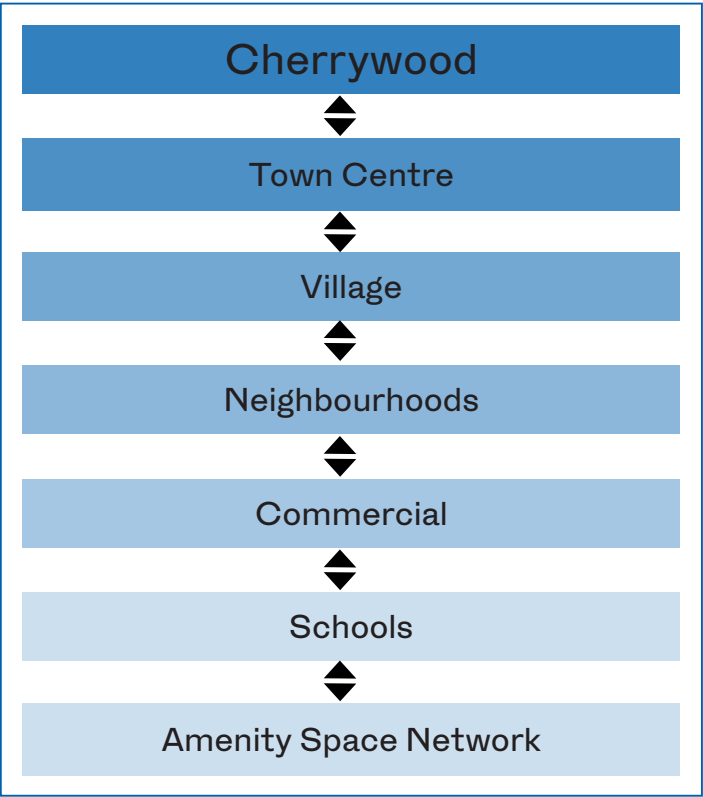 Cherrywood
Town Centre
Village
Neighbourhoods
Commercial
Schools
Amenity Space Network